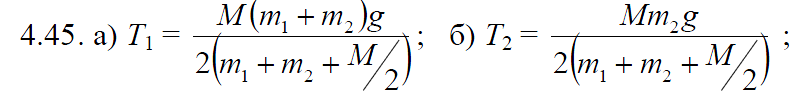 4.45. а) T₁ = M(m₁ + m₂)g / 2(m₁ + m₂ + M/2) ; б) T₂ = Mm₂g / 2(m₁ + m₂ + M/2) ;